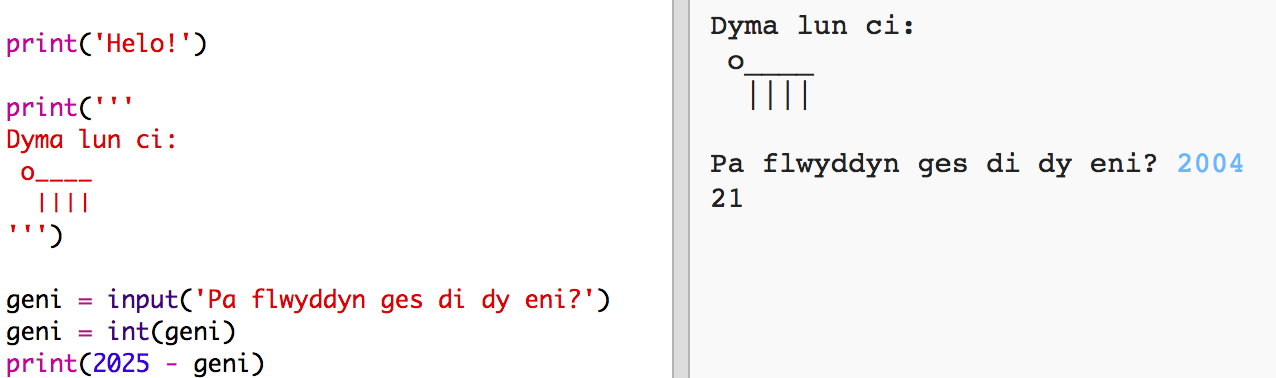 print('Helo!')
print('''
Dyma lun ci:
 o____
  ||||
''')
geni = input('Pa flwyddyn ges di dy eni?')
geni = int(geni)
print(2025 - geni)
Dyma lun ci:
 o____
  ||||
Pa flwyddyn ges di dy eni? 2004
21